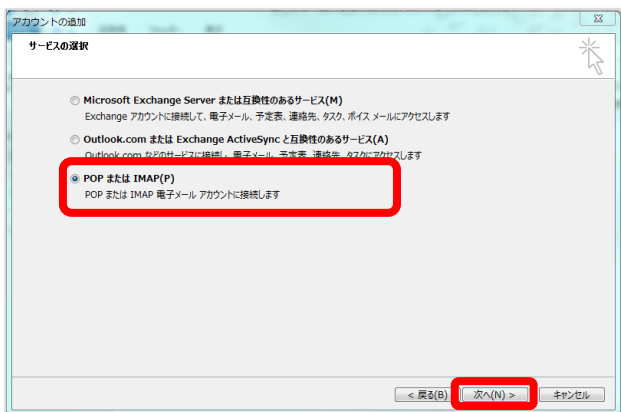 アカウントの追加
サービスの選択
Microsoft Exchange Server または互換性のあるサービス(M)
Exchange アカウントに接続して、電子メール、予定表、連絡先、タスク、ボイス メールにアクセスします
Outlook.com または Exchange ActiveSync と互換性のあるサービス(A)
Outlook.com などのサービスに接続し、電子メール、予定表、連絡先、タスクにアクセスします
POP または IMAP(P)
POP または IMAP 電子メール アカウントに接続します
< 戻る(B) 次へ(N) > キャンセル